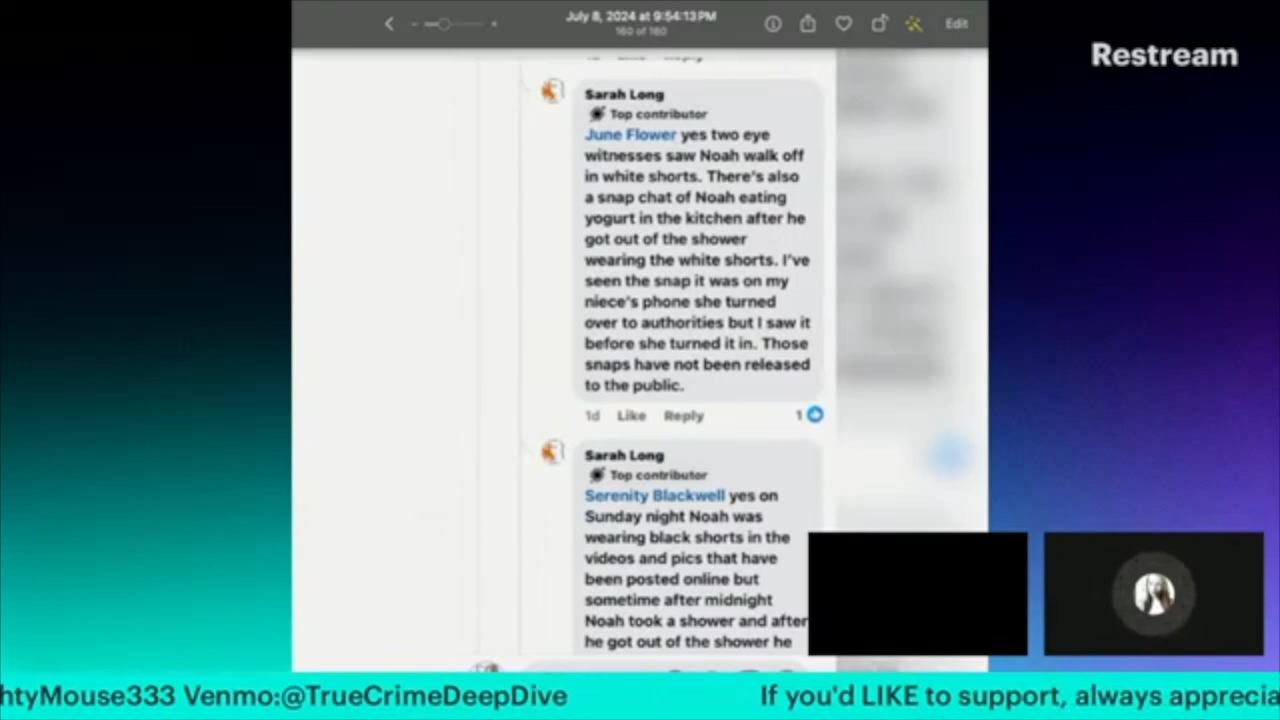 July 8, 2024 at 9:54:13 PM
160 of 160
Edit
Restream
Sarah Long
Top contributor
June Flower yes two eye
witnesses saw Noah walk off
in white shorts. There's also
a snap chat of Noah eating
yogurt in the kitchen after he
got out of the shower
wearing the white shorts. I've
seen the snap it was on my
niece's phone she turned
over to authorities but I saw it
before she turned it in. Those
snaps have not been released
to the public.
1d Like Reply 1
Sarah Long
Top contributor
Serenity Blackwell yes on
Sunday night Noah was
wearing black shorts in the
videos and pics that have
been posted online but
sometime after midnight
Noah took a shower and after
he got out of the shower he
htyMouse333 Venmo:@TrueCrimeDeepDive If you'd LIKE to support, always apprecia